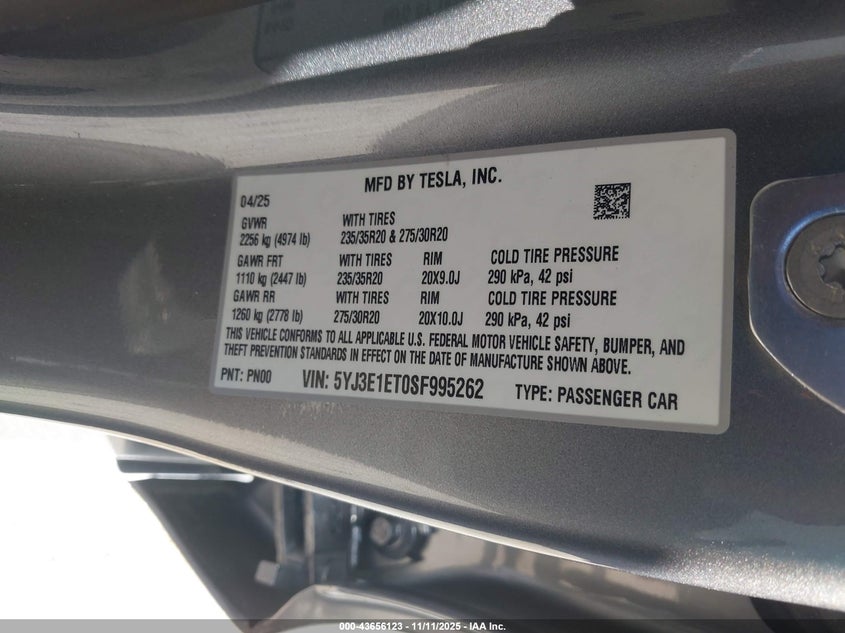 MFD BY TESLA, INC.
04/25
GVWR WITH TIRES
2256 kg (4974 lb) 235/35R20 & 275/30R20
GAWR FRT WITH TIRES RIM COLD TIRE PRESSURE
1110 kg (2447 lb) 235/35R20 20X9.0J 290 kPa, 42 psi
GAWR RR WITH TIRES RIM COLD TIRE PRESSURE
1260 kg (2778 lb) 275/30R20 20X10.0J 290 kPa, 42 psi
THIS VEHICLE CONFORMS TO ALL APPLICABLE U.S. FEDERAL MOTOR VEHICLE SAFETY, BUMPER, AND
THEFT PREVENTION STANDARDS IN EFFECT ON THE DATE OF MANUFACTURE SHOWN ABOVE.
PNT: PN00 VIN: 5YJ3E1ET0SF995262 TYPE: PASSENGER CAR
000-43656123 - 11/11/2025 - IAA Inc.